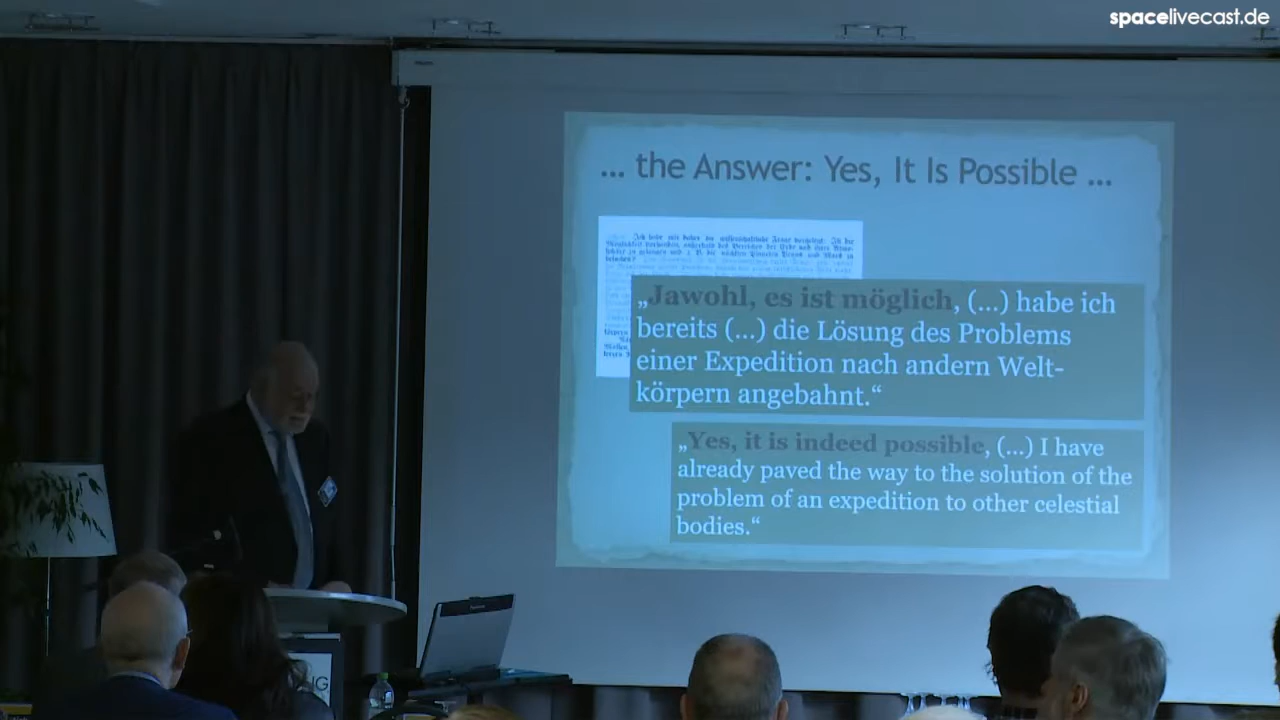 spacelivecast.de
... the Answer: Yes, It Is Possible ...
„Jawohl, es ist möglich, (...) habe ich
bereits (...) die Lösung des Problems
einer Expedition nach andern Welt-
körpern angebahnt.“
„Yes, it is indeed possible, (...) I have
already paved the way to the solution of the
problem of an expedition to other celestial
bodies.“